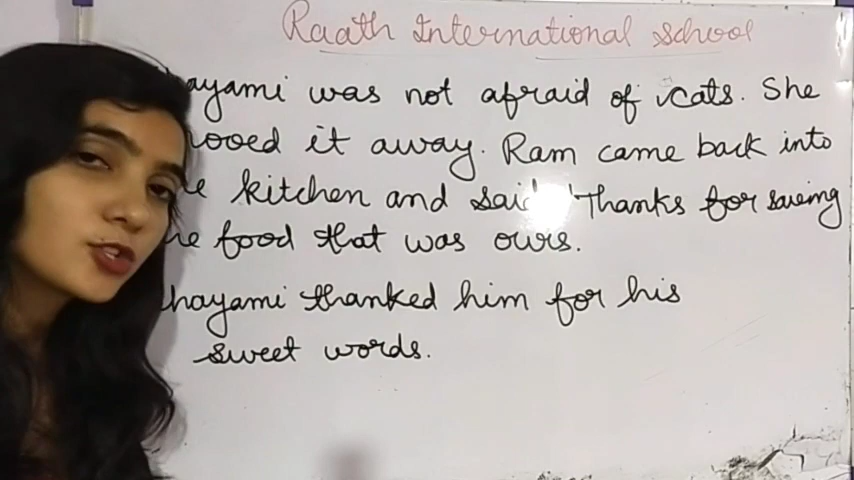 Raath International School
ayami was not afraid of cats. She
ooed it away. Ram came back into
kitchen and said 'Thanks for saving
food that was ours.
hayami thanked him for his
sweet words.